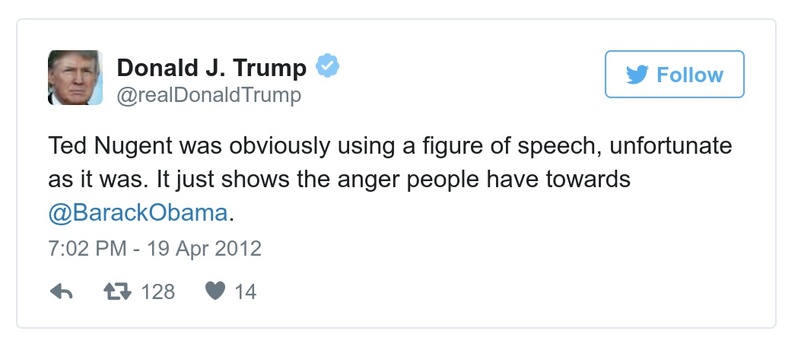 Donald J. Trump
@realDonaldTrump
Follow
Ted Nugent was obviously using a figure of speech, unfortunate
as it was. It just shows the anger people have towards
@BarackObama.
7:02 PM - 19 Apr 2012
128 14